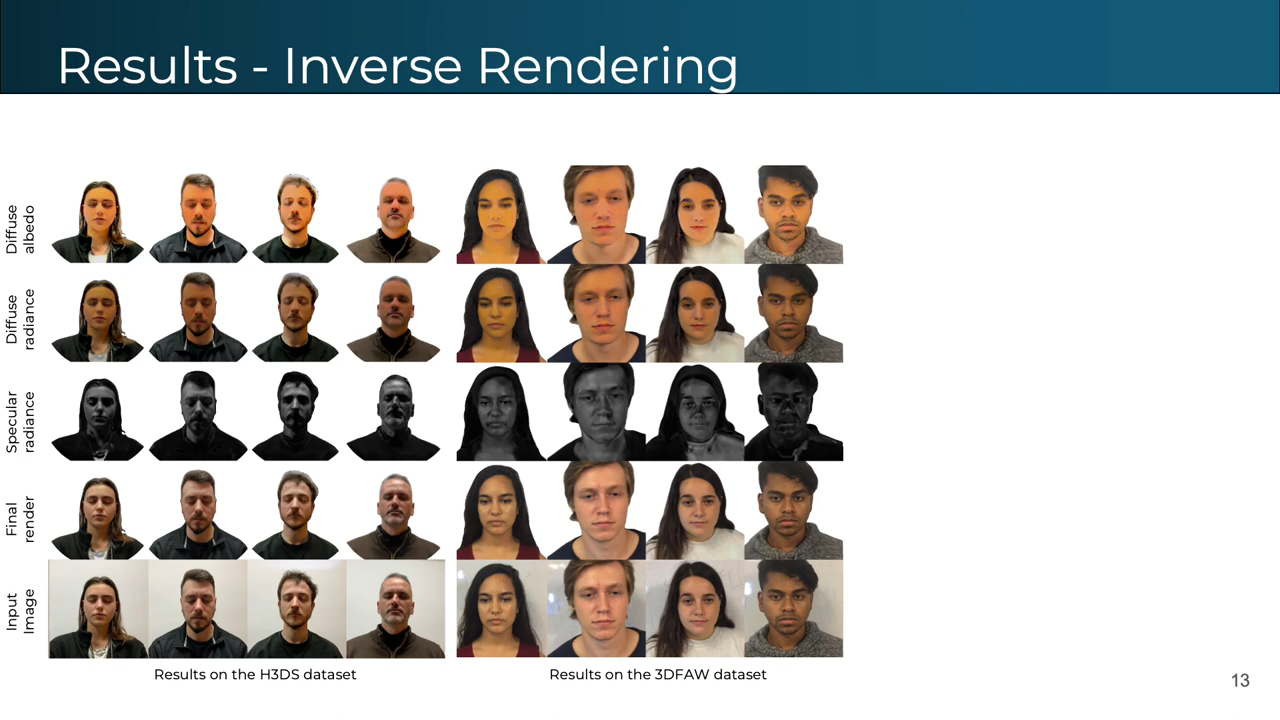 Results - Inverse Rendering
Diffuse
albedo
Diffuse
radiance
Specular
radiance
Final
render
Input
Image
Results on the H3DS dataset
Results on the 3DFAW dataset
13